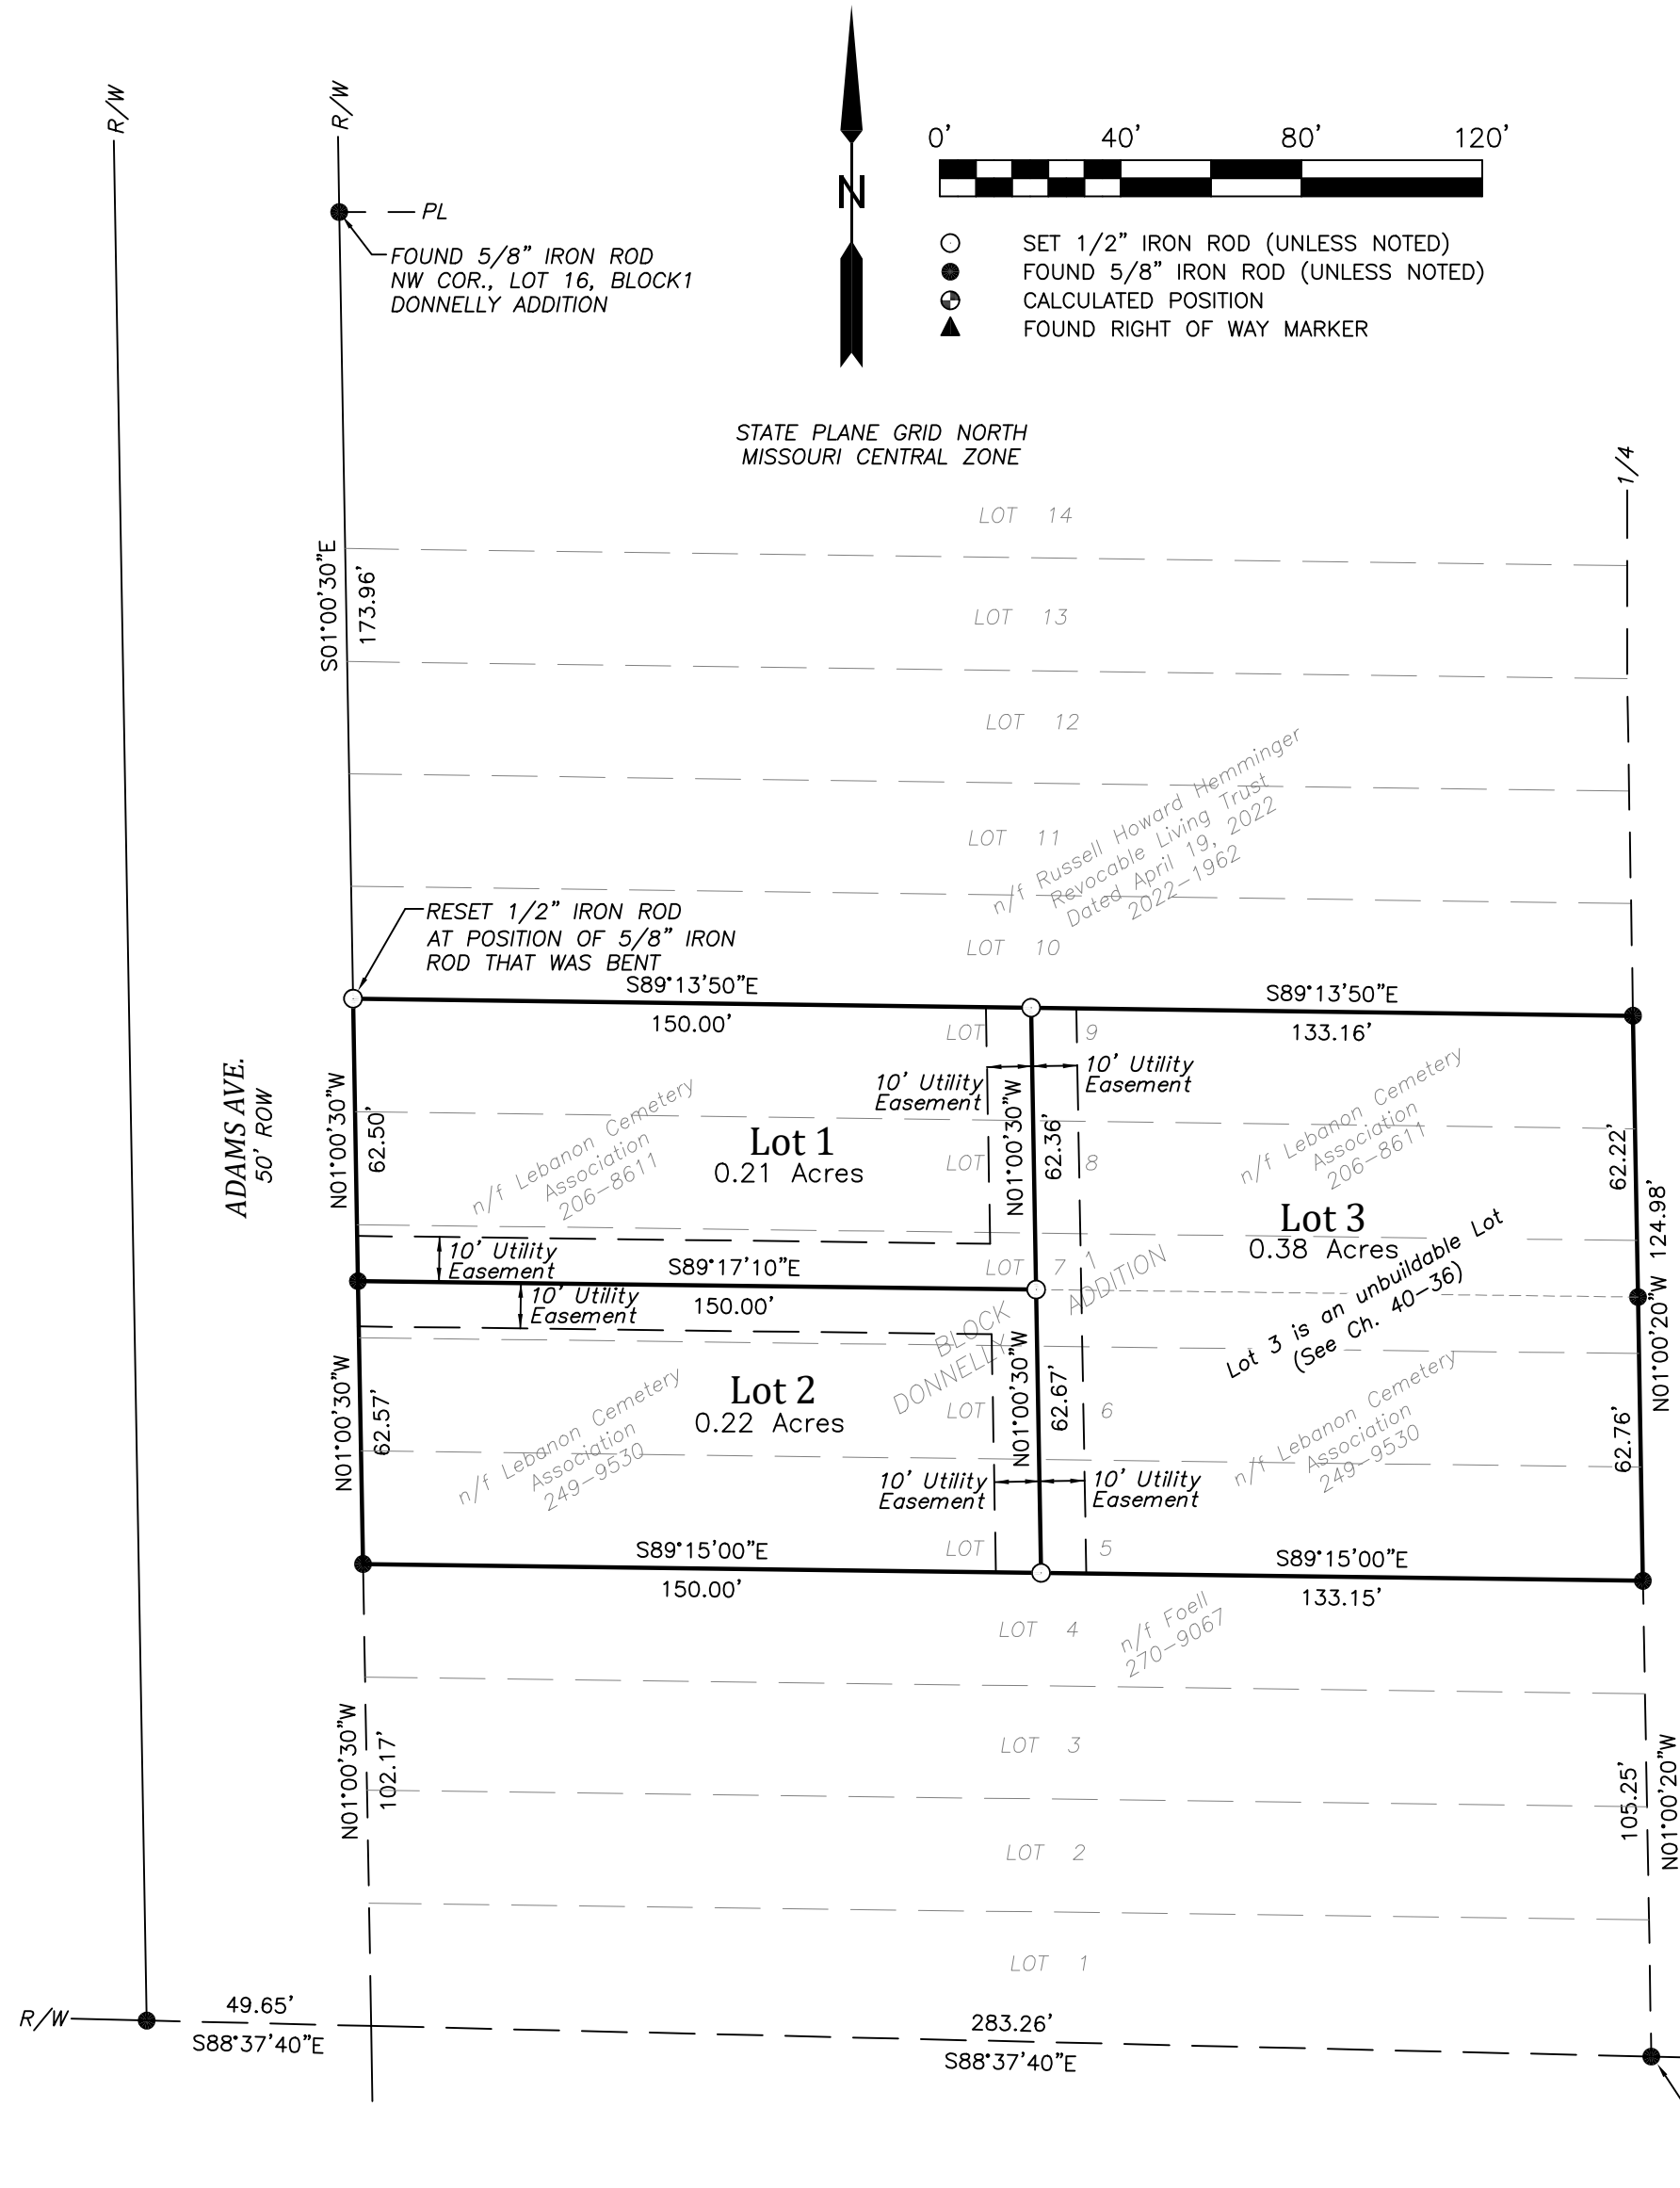 R/W
R/W
0' 40' 80' 120'
N
PL
FOUND 5/8" IRON ROD
NW COR., LOT 16, BLOCK1
DONNELLY ADDITION
SET 1/2" IRON ROD (UNLESS NOTED)
FOUND 5/8" IRON ROD (UNLESS NOTED)
CALCULATED POSITION
FOUND RIGHT OF WAY MARKER
STATE PLANE GRID NORTH
MISSOURI CENTRAL ZONE
1/4
LOT 14
S01°00'30"E
173.96'
LOT 13
LOT 12
LOT 11
n/f Russell Howard Hemminger
Revocable Living Trust
Dated April 19, 2022
2022-1962
LOT 10
RESET 1/2" IRON ROD
AT POSITION OF 5/8" IRON
ROD THAT WAS BENT
S89°13'50"E
150.00'
S89°13'50"E
133.16'
LOT 9
ADAMS AVE.
50' ROW
N01°00'30"W
62.50'
10' Utility
Easement
10' Utility
Easement
N01°00'30"W
62.36'
n/f Lebanon Cemetery
Association
206-8611
Lot 1
0.21 Acres
LOT 8
n/f Lebanon Cemetery
Association
206-8611
62.22'
Lot 3
0.38 Acres
Lot 3 is an unbuildable Lot
(See Ch. 40-36)
N01°00'20"W 124.98'
10' Utility
Easement
S89°17'10"E
150.00'
LOT 7
10' Utility
Easement
BLOCK 1
DONNELLY ADDITION
N01°00'30"W
62.57'
Lot 2
0.22 Acres
n/f Lebanon Cemetery
Association
249-9530
LOT 6
N01°00'30"W
62.67'
n/f Lebanon Cemetery
Association
249-9530
62.76'
10' Utility
Easement
10' Utility
Easement
LOT 5
S89°15'00"E
150.00'
S89°15'00"E
133.15'
LOT 4
n/f Foell
270-9067
N01°00'30"W
102.17'
LOT 3
105.25'
N01°00'20"W
LOT 2
LOT 1
R/W
49.65'
S88°37'40"E
283.26'
S88°37'40"E